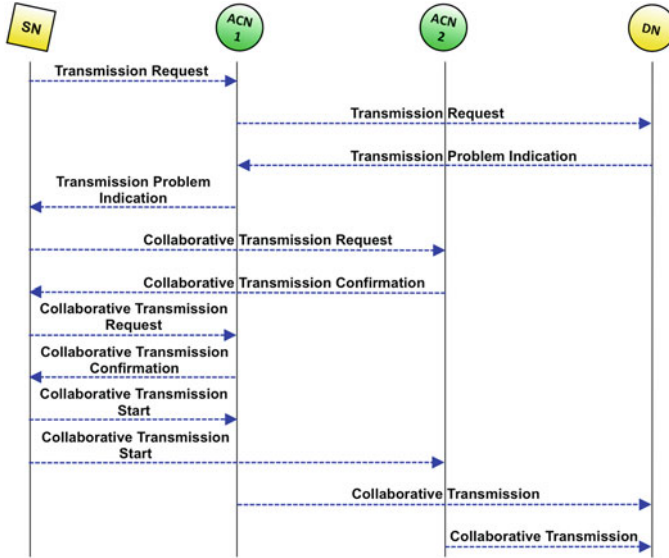 SN
ACN
1
ACN
2
DN
Transmission Request
Transmission Request
Transmission Problem Indication
Transmission Problem
Indication
Collaborative Transmission Request
Collaborative Transmission Confirmation
Collaborative Transmission
Request
Collaborative Transmission
Confirmation
Collaborative Transmission
Start
Collaborative Transmission
Start
Collaborative Transmission
Collaborative Transmission